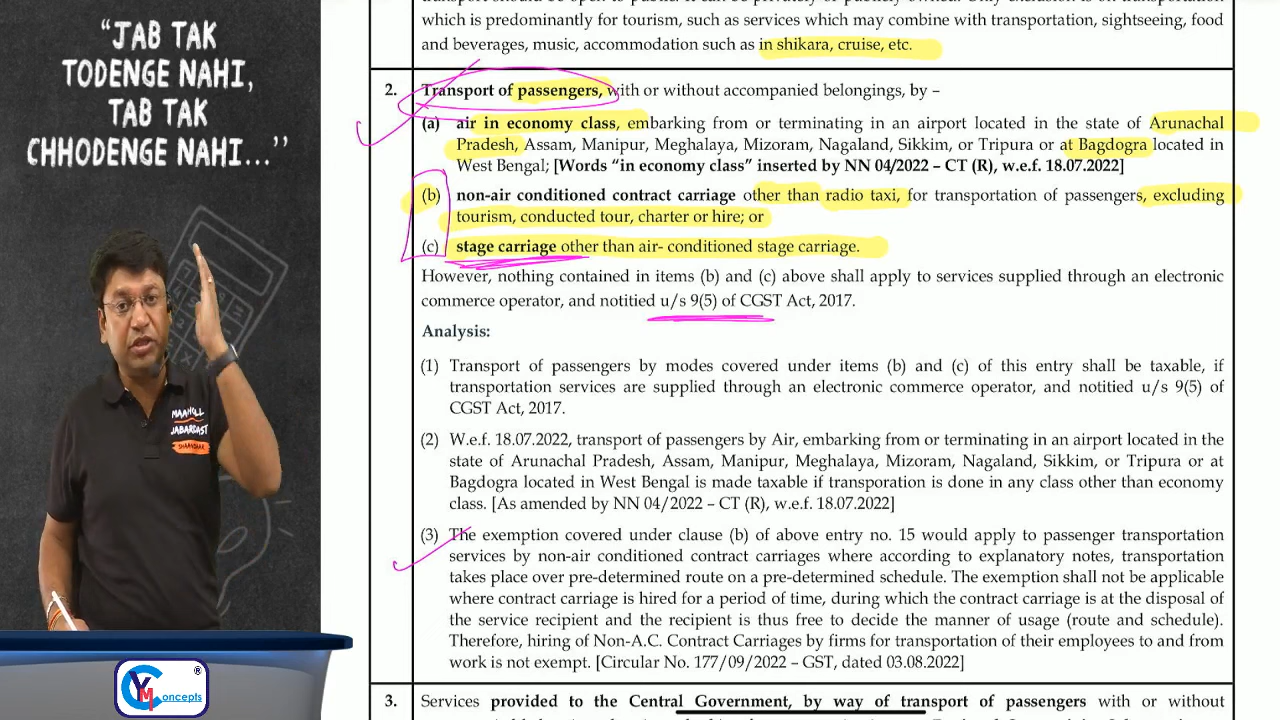 “JAB TAK
TODENGE NAHI,
TAB TAK
CHHODENGE NAHI...’’
MAANGLL
JABARDAST
SHAANDAAR
CYM Concepts
®
which is predominantly for tourism, such as services which may combine with transportation, sightseeing, food
and beverages, music, accommodation such as in shikara, cruise, etc.
2. Transport of passengers, with or without accompanied belongings, by –
(a) air in economy class, embarking from or terminating in an airport located in the state of Arunachal
Pradesh, Assam, Manipur, Meghalaya, Mizoram, Nagaland, Sikkim, or Tripura or at Bagdogra located in
West Bengal; [Words “in economy class” inserted by NN 04/2022 – CT (R), w.e.f. 18.07.2022]
(b) non-air conditioned contract carriage other than radio taxi, for transportation of passengers, excluding
tourism, conducted tour, charter or hire; or
(c) stage carriage other than air- conditioned stage carriage.
However, nothing contained in items (b) and (c) above shall apply to services supplied through an electronic
commerce operator, and notitied u/s 9(5) of CGST Act, 2017.
Analysis:
(1) Transport of passengers by modes covered under items (b) and (c) of this entry shall be taxable, if
transportation services are supplied through an electronic commerce operator, and notitied u/s 9(5) of
CGST Act, 2017.
(2) W.e.f. 18.07.2022, transport of passengers by Air, embarking from or terminating in an airport located in the
state of Arunachal Pradesh, Assam, Manipur, Meghalaya, Mizoram, Nagaland, Sikkim, or Tripura or at
Bagdogra located in West Bengal is made taxable if transporation is done in any class other than economy
class. [As amended by NN 04/2022 – CT (R), w.e.f. 18.07.2022]
(3) The exemption covered under clause (b) of above entry no. 15 would apply to passenger transportation
services by non-air conditioned contract carriages where according to explanatory notes, transportation
takes place over pre-determined route on a pre-determined schedule. The exemption shall not be applicable
where contract carriage is hired for a period of time, during which the contract carriage is at the disposal of
the service recipient and the recipient is thus free to decide the manner of usage (route and schedule).
Therefore, hiring of Non-A.C. Contract Carriages by firms for transportation of their employees to and from
work is not exempt. [Circular No. 177/09/2022 – GST, dated 03.08.2022]
3. Services provided to the Central Government, by way of transport of passengers with or without